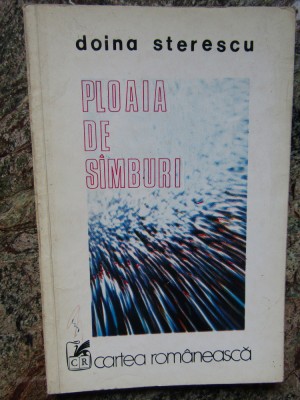 doina sterescu
PLOAIA
DE
SÎMBURI
CR
cartea românească